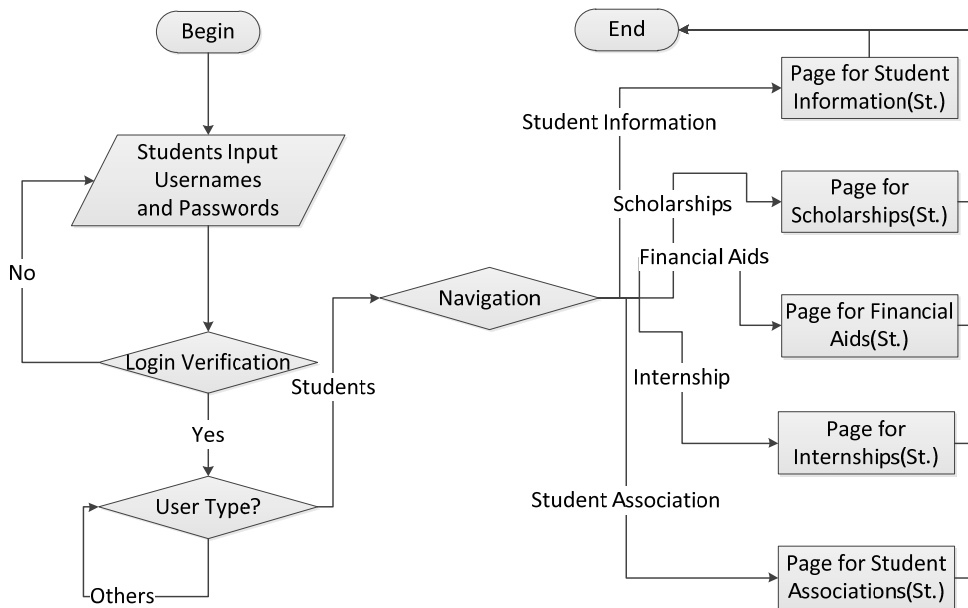 Begin
Students Input
Usernames
and Passwords
No
Login Verification
Yes
User Type?
Others
Students
Navigation
End
Student Information
Page for Student
Information(St.)
Scholarships
Page for
Scholarships(St.)
Financial Aids
Page for Financial
Aids(St.)
Internship
Page for
Internships(St.)
Student Association
Page for Student
Associations(St.)